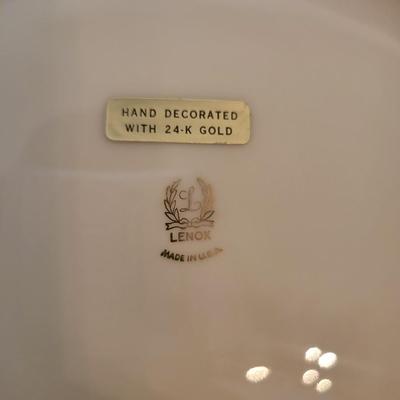 HAND DECORATED
WITH 24-K GOLD
L
LENOX
MADE IN U.S.A.